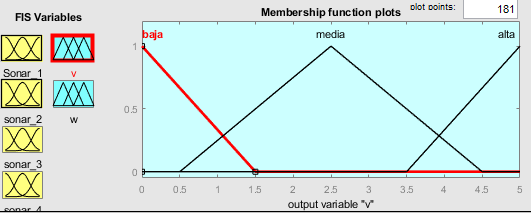 FIS Variables
Membership function plots
plot points:
181
Sonar_1
v
sonar_2
w
sonar_3
sonar_4
baja
media
alta
1
0.5
0
0
0.5
1
1.5
2
2.5
3
3.5
4
4.5
5
output variable "v"